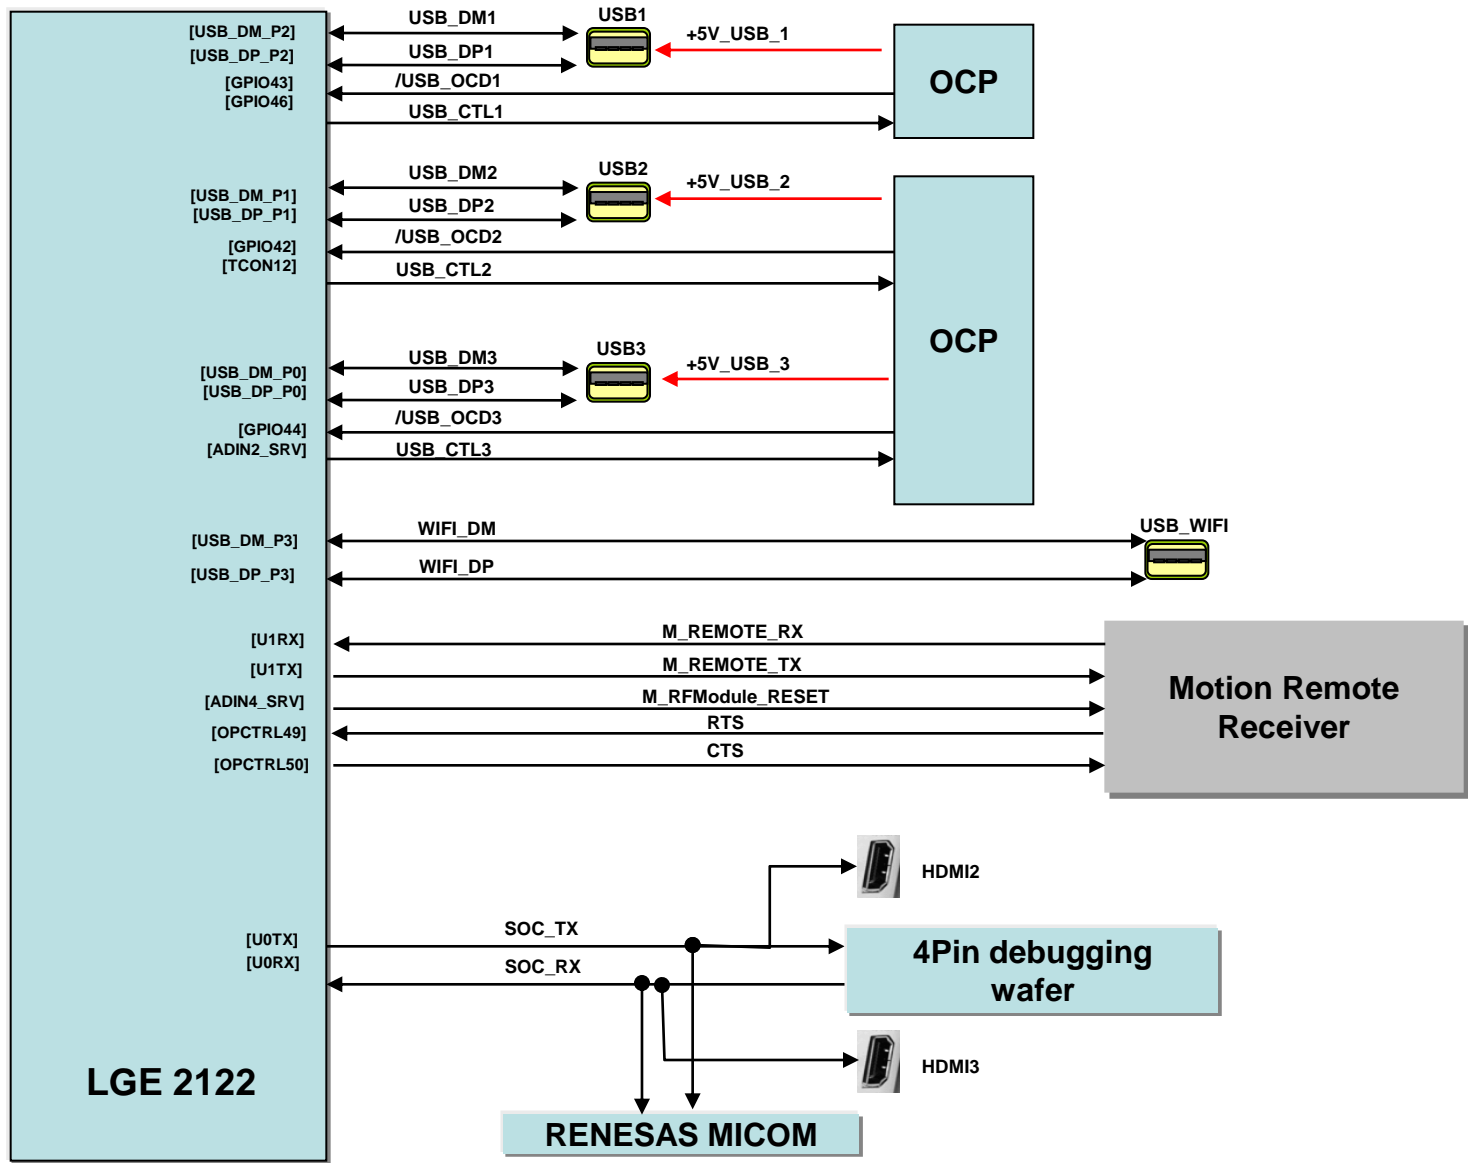 USB_DM1
USB1
[USB_DM_P2]
+5V_USB_1
[USB_DP_P2]
USB_DP1
[GPIO43]
/USB_OCD1
OCP
[GPIO46]
USB_CTL1
USB_DM2
USB2
+5V_USB_2
[USB_DM_P1]
USB_DP2
[USB_DP_P1]
[GPIO42]
/USB_OCD2
[TCON12]
USB_CTL2
OCP
USB_DM3
USB3
+5V_USB_3
[USB_DM_P0]
[USB_DP_P0]
USB_DP3
/USB_OCD3
[GPIO44]
[ADIN2_SRV]
USB_CTL3
WIFI_DM
USB_WIFI
[USB_DM_P3]
WIFI_DP
[USB_DP_P3]
[U1RX]
M_REMOTE_RX
[U1TX]
M_REMOTE_TX
[ADIN4_SRV]
M_RFModule_RESET
[OPCTRL49]
RTS
[OPCTRL50]
CTS
Motion Remote
Receiver
HDMI2
[U0TX]
SOC_TX
[U0RX]
SOC_RX
4Pin debugging
wafer
HDMI3
LGE 2122
RENESAS MICOM